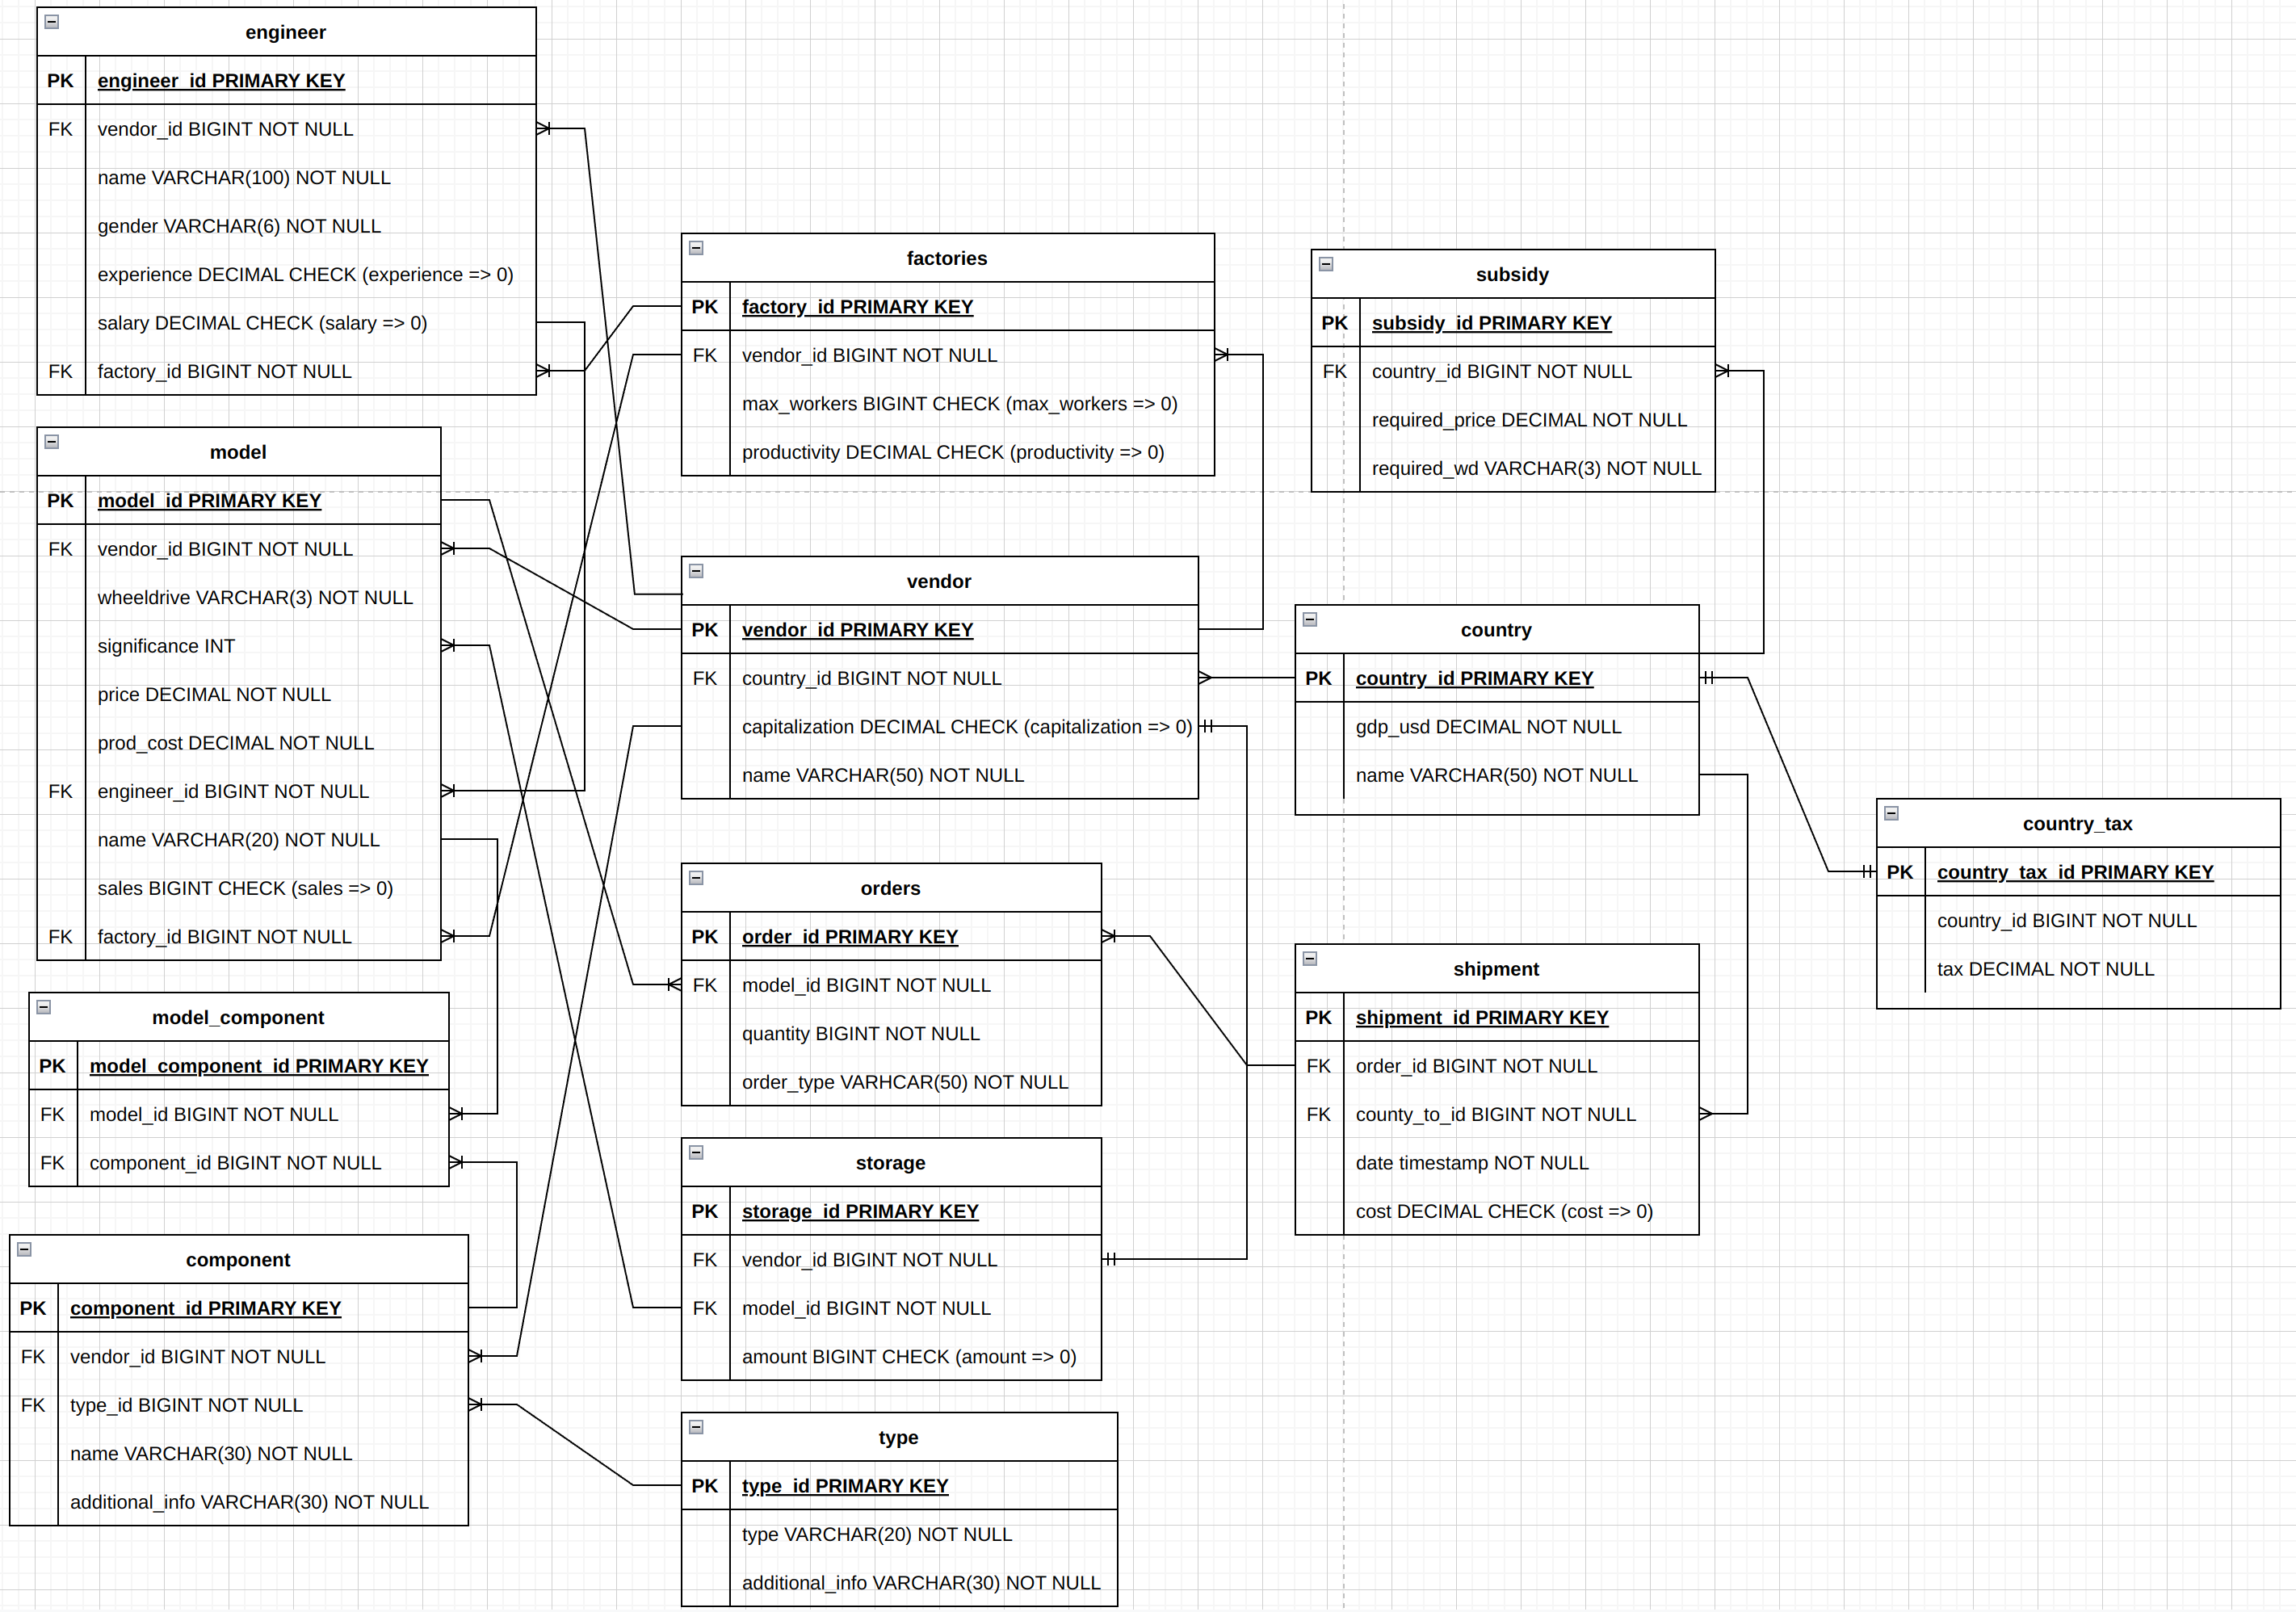 engineer
PK engineer_id PRIMARY KEY
FK vendor_id BIGINT NOT NULL
name VARCHAR(100) NOT NULL
gender VARCHAR(6) NOT NULL
experience DECIMAL CHECK (experience => 0)
salary DECIMAL CHECK (salary => 0)
FK factory_id BIGINT NOT NULL
model
PK model_id PRIMARY KEY
FK vendor_id BIGINT NOT NULL
wheeldrive VARCHAR(3) NOT NULL
significance INT
price DECIMAL NOT NULL
prod_cost DECIMAL NOT NULL
FK engineer_id BIGINT NOT NULL
name VARCHAR(20) NOT NULL
sales BIGINT CHECK (sales => 0)
FK factory_id BIGINT NOT NULL
model_component
PK model_component_id PRIMARY KEY
FK model_id BIGINT NOT NULL
FK component_id BIGINT NOT NULL
component
PK component_id PRIMARY KEY
FK vendor_id BIGINT NOT NULL
FK type_id BIGINT NOT NULL
name VARCHAR(30) NOT NULL
additional_info VARCHAR(30) NOT NULL
factories
PK factory_id PRIMARY KEY
FK vendor_id BIGINT NOT NULL
max_workers BIGINT CHECK (max_workers => 0)
productivity DECIMAL CHECK (productivity => 0)
vendor
PK vendor_id PRIMARY KEY
FK country_id BIGINT NOT NULL
capitalization DECIMAL CHECK (capitalization => 0)
name VARCHAR(50) NOT NULL
orders
PK order_id PRIMARY KEY
FK model_id BIGINT NOT NULL
quantity BIGINT NOT NULL
order_type VARHCAR(50) NOT NULL
storage
PK storage_id PRIMARY KEY
FK vendor_id BIGINT NOT NULL
FK model_id BIGINT NOT NULL
amount BIGINT CHECK (amount => 0)
type
PK type_id PRIMARY KEY
type VARCHAR(20) NOT NULL
additional_info VARCHAR(30) NOT NULL
subsidy
PK subsidy_id PRIMARY KEY
FK country_id BIGINT NOT NULL
required_price DECIMAL NOT NULL
required_wd VARCHAR(3) NOT NULL
country
PK country_id PRIMARY KEY
gdp_usd DECIMAL NOT NULL
name VARCHAR(50) NOT NULL
shipment
PK shipment_id PRIMARY KEY
FK order_id BIGINT NOT NULL
FK county_to_id BIGINT NOT NULL
date timestamp NOT NULL
cost DECIMAL CHECK (cost => 0)
country_tax
PK country_tax_id PRIMARY KEY
country_id BIGINT NOT NULL
tax DECIMAL NOT NULL